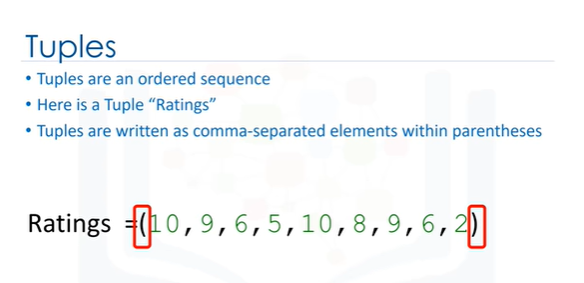 Tuples
• Tuples are an ordered sequence
• Here is a Tuple “Ratings”
• Tuples are written as comma-separated elements within parentheses
Ratings =(10,9,6,5,10,8,9,6,2)